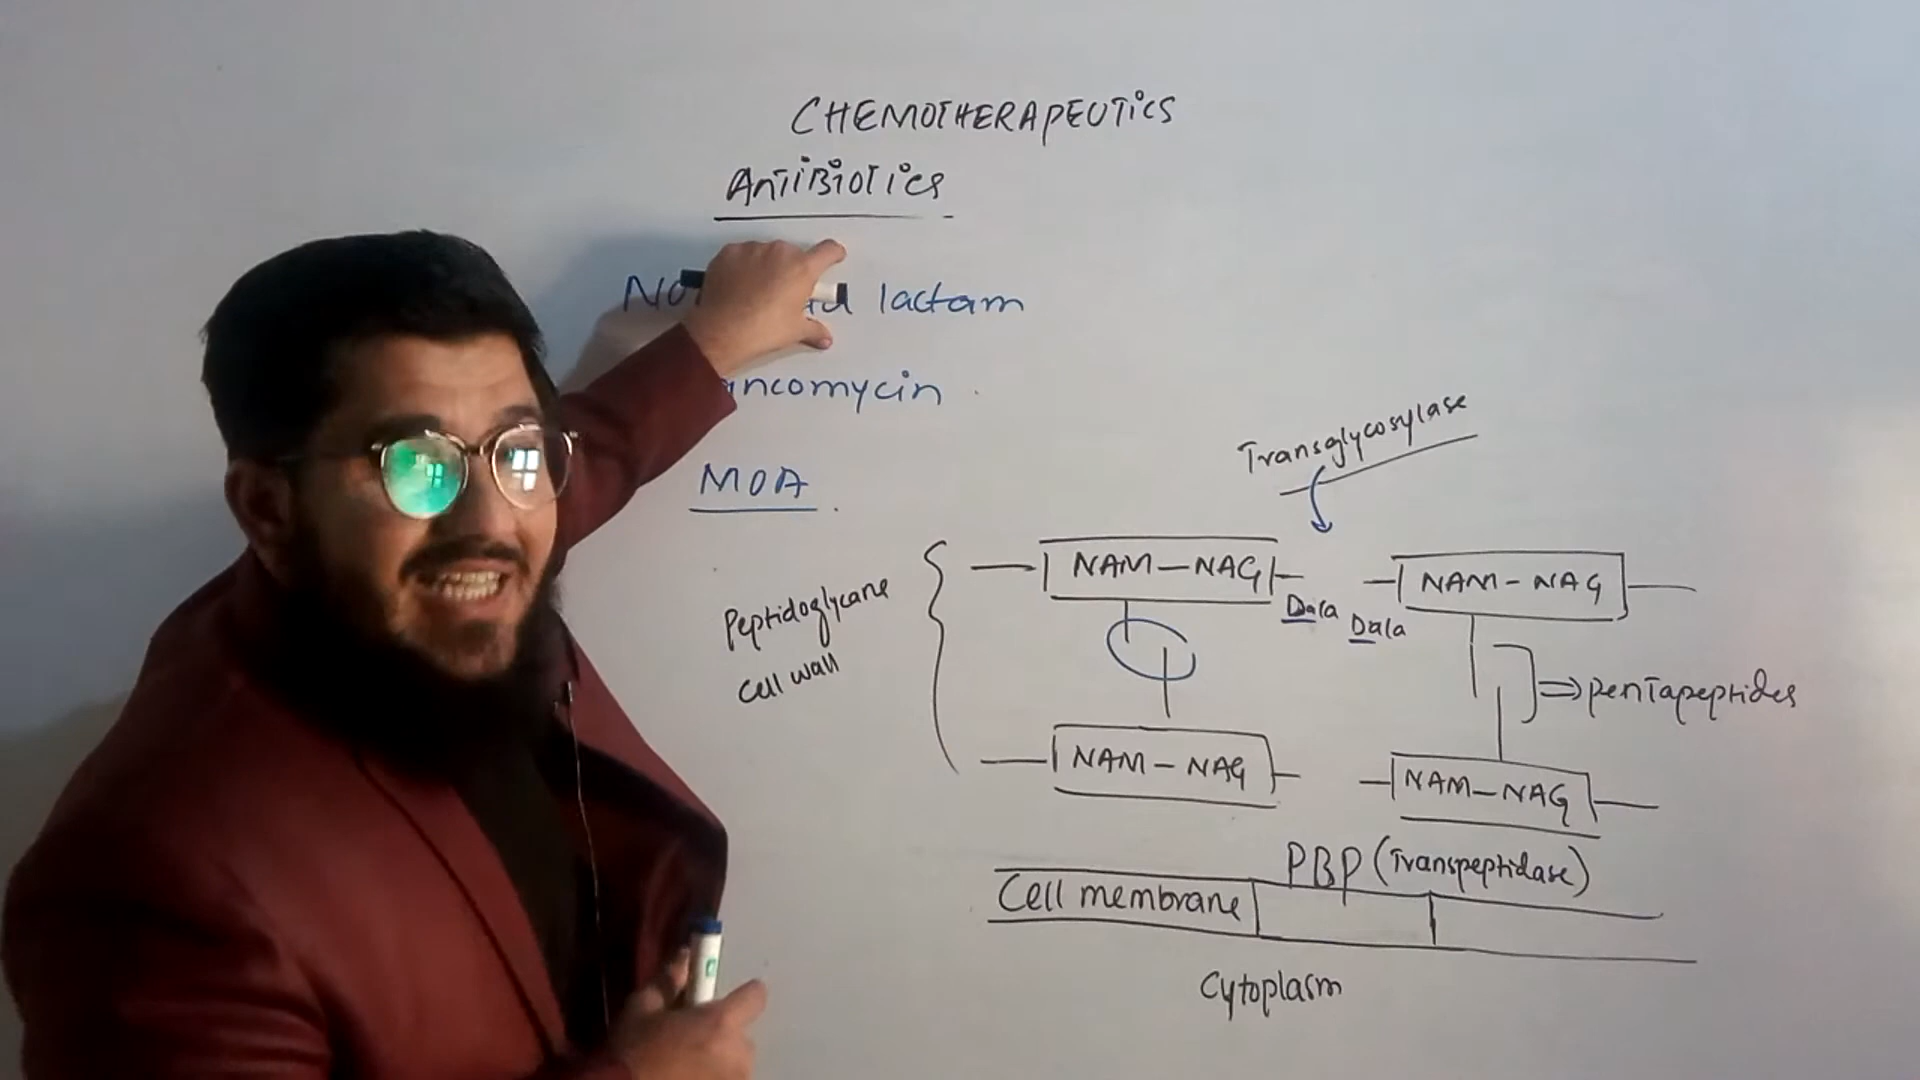 CHEMOTHERAPEUTICS
ANTIBIOTICS
lactam
ncomycin
MOA
Transglycosylase
Peptidoglycane
cell wall
NAM-NAG
NAM-NAG
Dala
Dala
pentapeptides
NAM-NAG
NAM-NAG
PBP (Transpeptidase)
Cell membrane
Cytoplasm